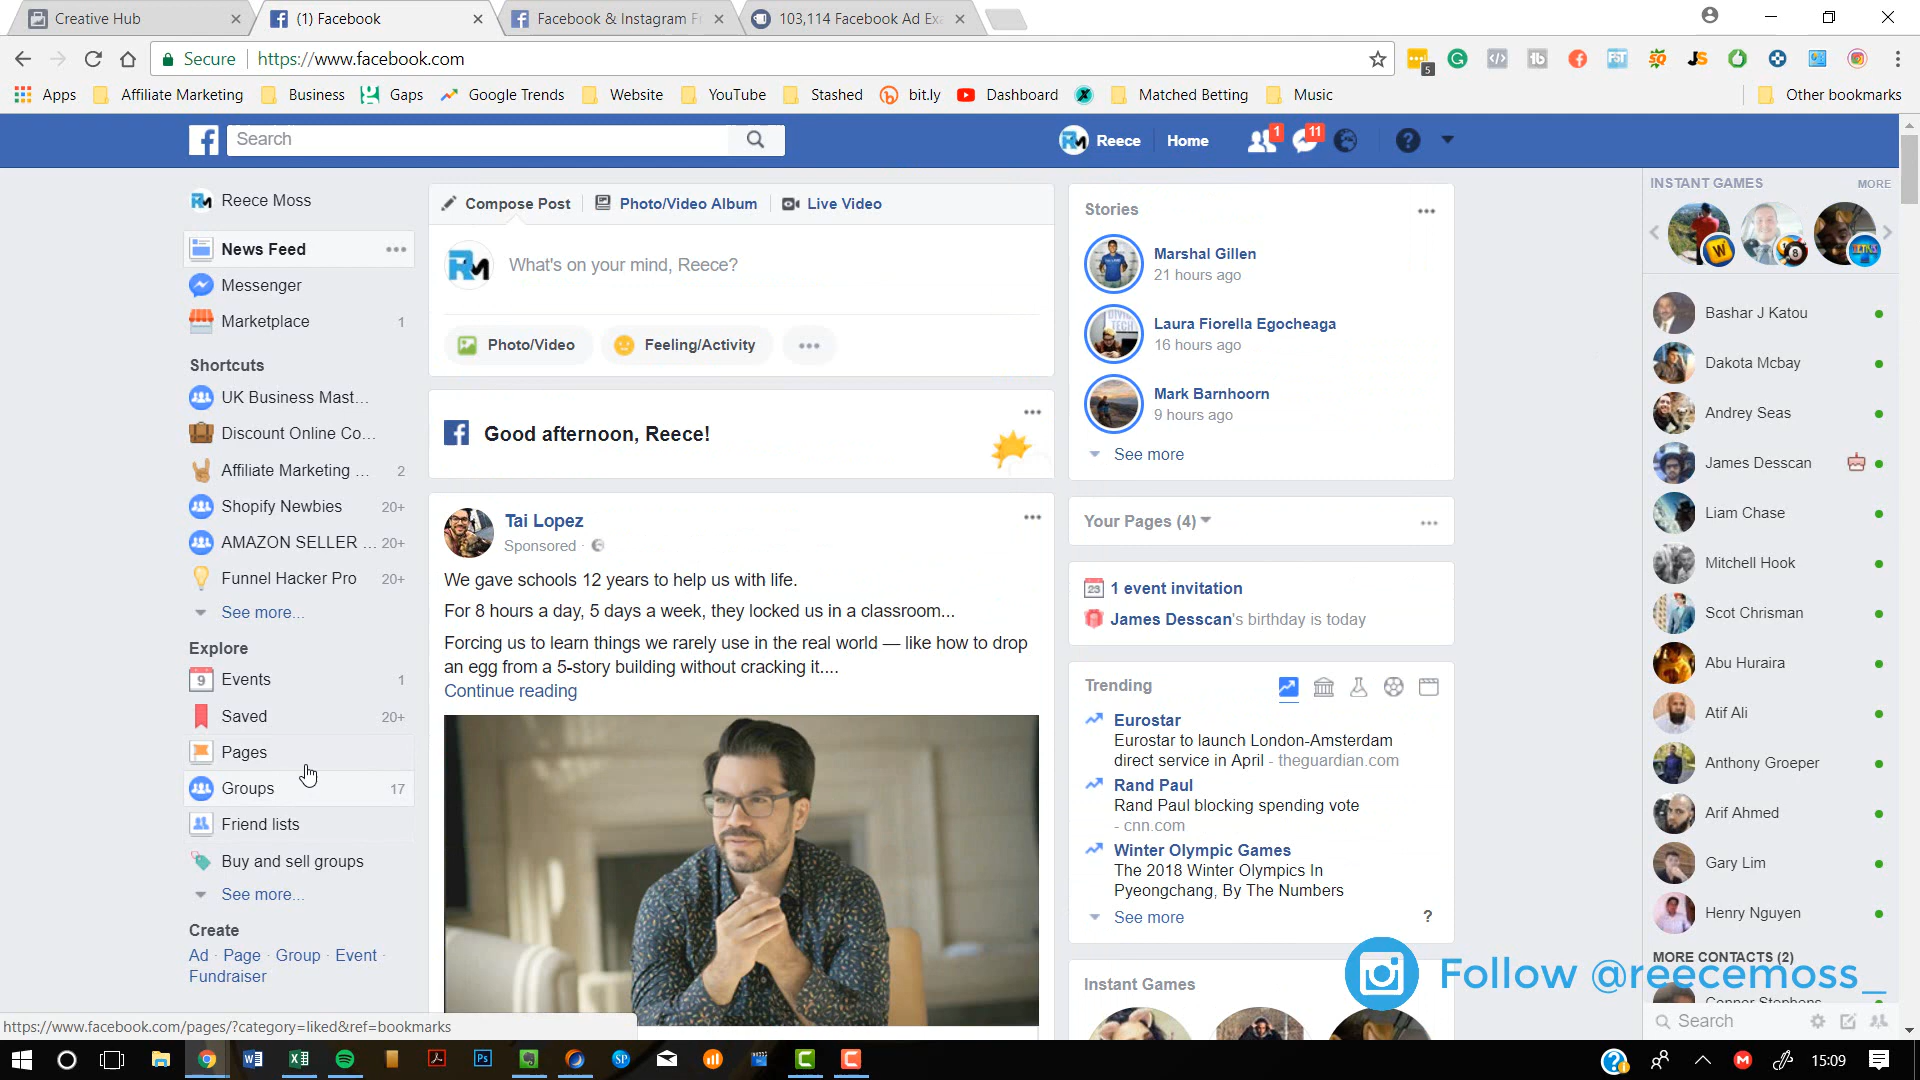 Creative Hub
(1) Facebook
Facebook & Instagram F
103,114 Facebook Ad Exa
Secure
https://www.facebook.com
5
Apps
Affiliate Marketing
Business
Gaps
Google Trends
Website
YouTube
Stashed
bit.ly
Dashboard
Matched Betting
Music
Other bookmarks
Search
Reece
Home
1
11
Reece Moss
News Feed
Messenger
Marketplace 1
Shortcuts
UK Business Mast...
Discount Online Co...
Affiliate Marketing ... 2
Shopify Newbies 20+
AMAZON SELLER ... 20+
Funnel Hacker Pro 20+
See more...
Explore
9 Events 1
Saved 20+
Pages
Groups 17
Friend lists
Buy and sell groups
See more...
Create
Ad · Page · Group · Event ·
Fundraiser
Compose Post
Photo/Video Album
Live Video
What's on your mind, Reece?
Photo/Video
Feeling/Activity
Good afternoon, Reece!
Tai Lopez
Sponsored ·
We gave schools 12 years to help us with life.
For 8 hours a day, 5 days a week, they locked us in a classroom...
Forcing us to learn things we rarely use in the real world — like how to drop
an egg from a 5-story building without cracking it....
Continue reading
Stories
Marshal Gillen
21 hours ago
Laura Fiorella Egocheaga
16 hours ago
Mark Barnhoorn
9 hours ago
See more
Your Pages (4)
23 1 event invitation
James Desscan's birthday is today
Trending
Eurostar
Eurostar to launch London-Amsterdam
direct service in April - theguardian.com
Rand Paul
Rand Paul blocking spending vote
- cnn.com
Winter Olympic Games
The 2018 Winter Olympics In
Pyeongchang, By The Numbers
See more
?
Instant Games
INSTANT GAMES
MORE
Bashar J Katou
Dakota Mcbay
Andrey Seas
James Desscan
Liam Chase
Mitchell Hook
Scot Chrisman
Abu Huraira
Atif Ali
Anthony Groeper
Arif Ahmed
Gary Lim
Henry Nguyen
MORE CONTACTS (2)
Connor Stephens
Search
Follow @reecemoss_
https://www.facebook.com/pages/?category=liked&ref=bookmarks
15:09